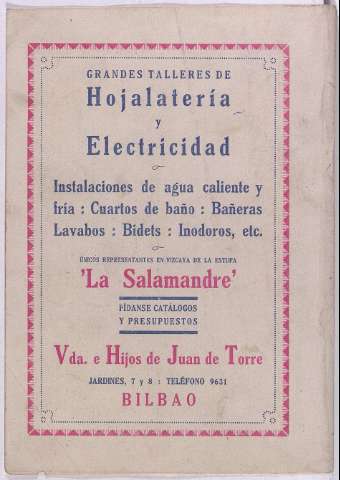 GRANDES TALLERES DE
Hojalatería
y
Electricidad
Instalaciones de agua caliente y
fría : Cuartos de baño : Bañeras
Lavabos : Bidets : Inodoros, etc.
ÚNICOS REPRESENTANTES EN VIZCAYA DE LA ESTUFA
'La Salamandre'
PÍDANSE CATÁLOGOS
Y PRESUPUESTOS
Vda. e Hijos de Juan de Torre
JARDINES, 7 y 8 : TELÉFONO 9631
BILBAO